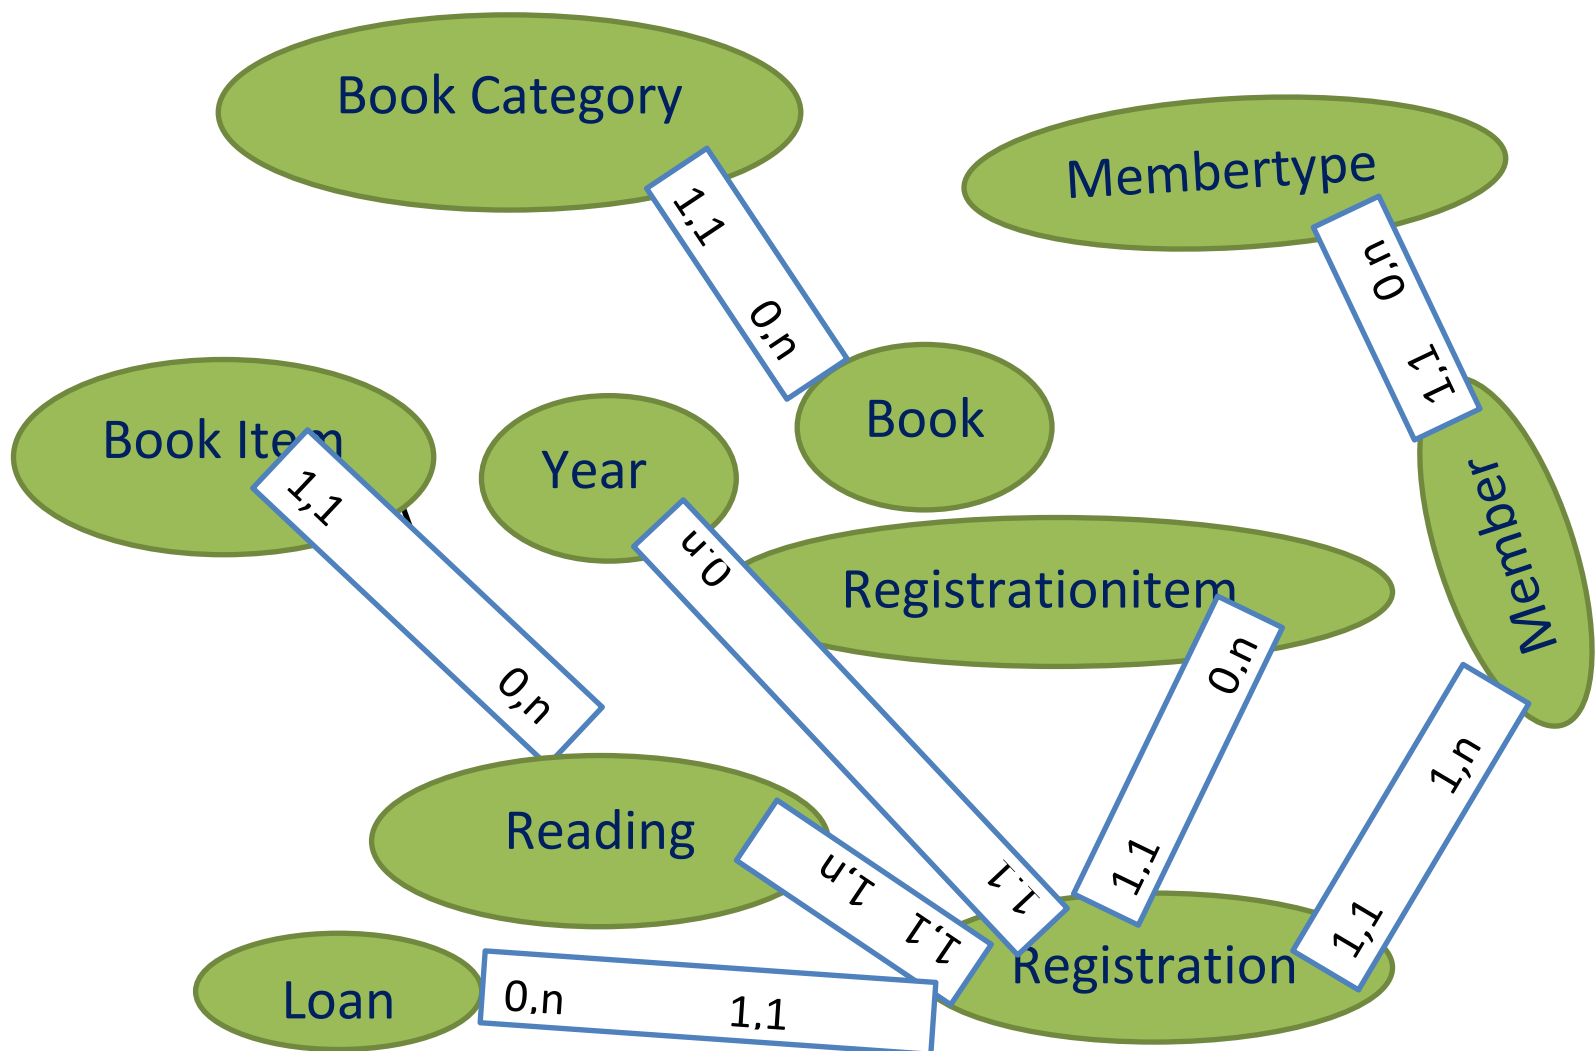 Book Category
Membertype
1,1
0,n
0,n
1,1
Book
Book Item
Year
Member
1,1
0,n
Registrationitem
0,n
0,n
1,n
Reading
1,n
1,1
1,1
1,1
1,1
Registration
Loan
0,n
1,1